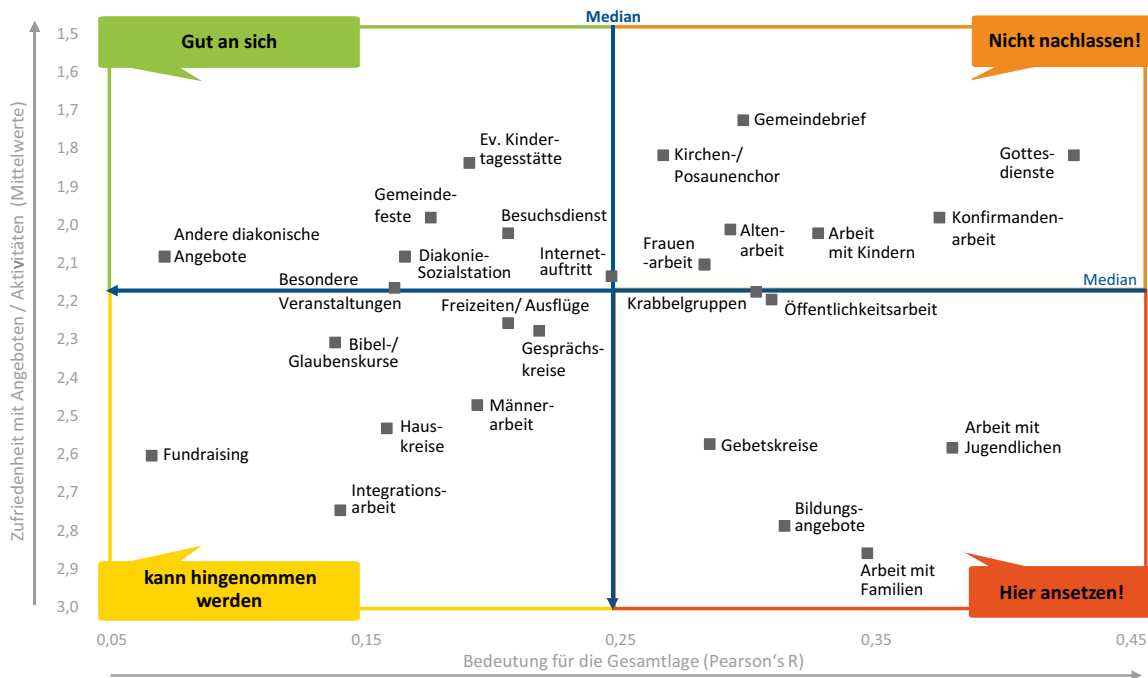 Median
Gut an sich
Nicht nachlassen!
Zufriedenheit mit Angeboten / Aktivitäten (Mittelwerte)
1,5
1,6
1,7
1,8
1,9
2,0
2,1
2,2
2,3
2,4
2,5
2,6
2,7
2,8
2,9
3,0
Gemeindebrief
Ev. Kinder-
tagesstätte
Kirchen-/
Posaunenchor
Gottes-
dienste
Gemeinde-
feste
Besuchsdienst
Alten-
arbeit
Arbeit
mit Kindern
Konfirmanden-
arbeit
Andere diakonische
Angebote
Diakonie-
Sozialstation
Internet-
auftritt
Frauen
-arbeit
Besondere
Veranstaltungen
Median
Freizeiten/ Ausflüge
Krabbelgruppen
Öffentlichkeitsarbeit
Bibel-/
Glaubenskurse
Gesprächs-
kreise
Männer-
arbeit
Haus-
kreise
Fundraising
Gebetskreise
Arbeit mit
Jugendlichen
Integrations-
arbeit
Bildungs-
angebote
Arbeit mit
Familien
kann hingenommen
werden
Hier ansetzen!
0,05
0,15
0,25
0,35
0,45
Bedeutung für die Gesamtlage (Pearson‘s R)